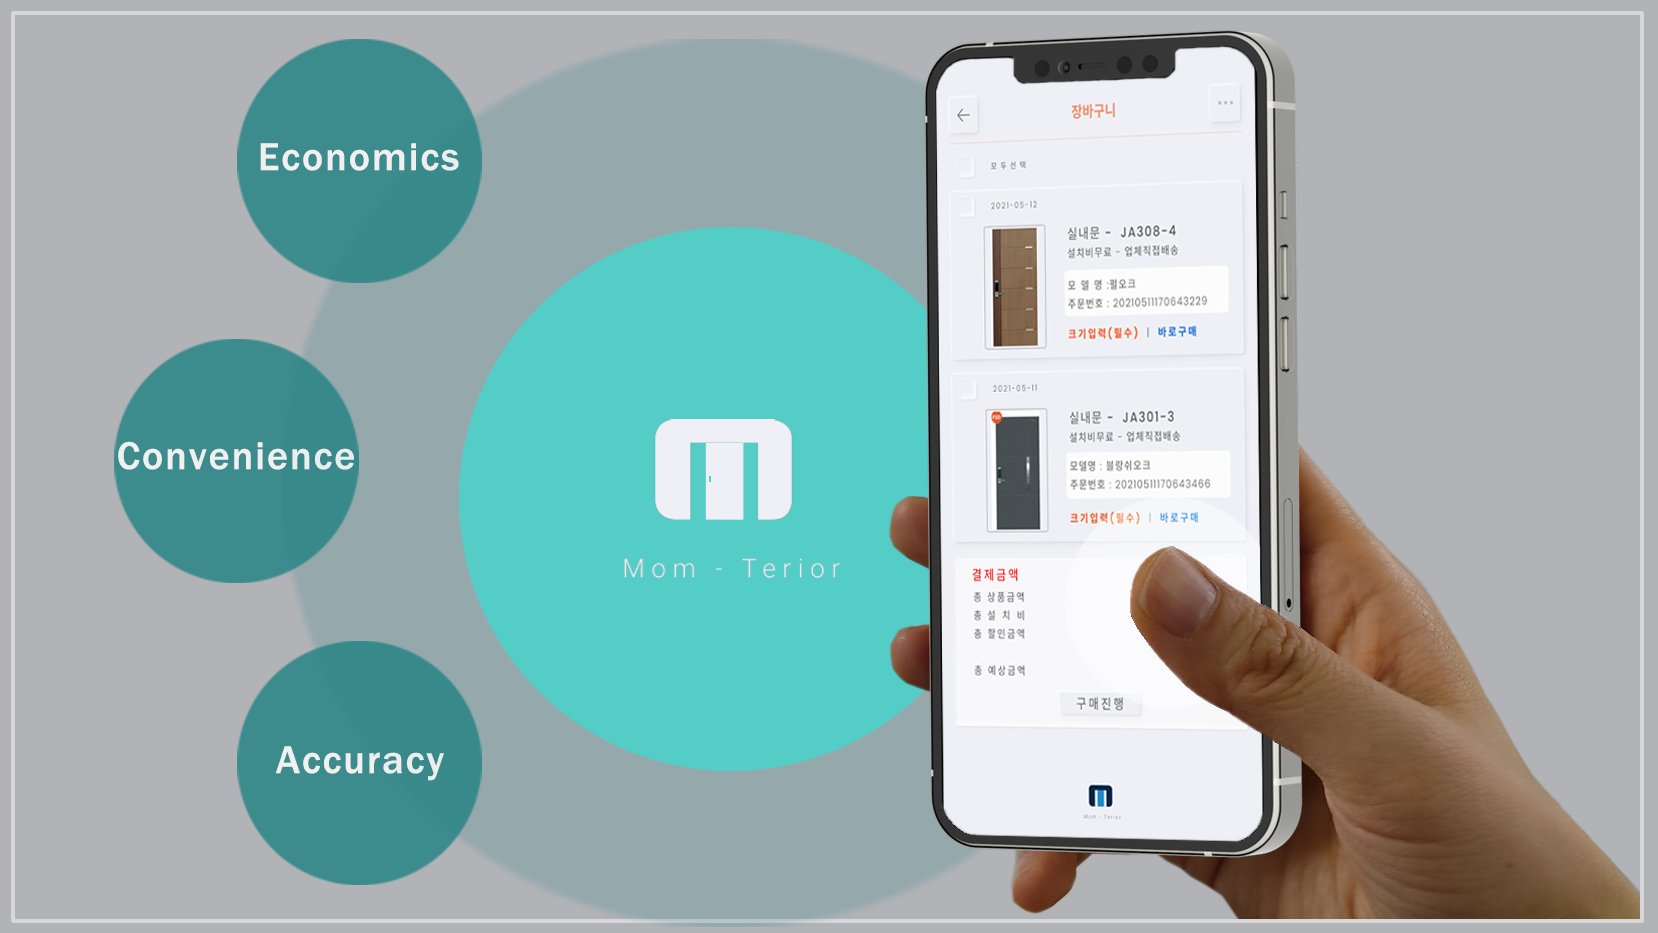 Economics
Convenience
Accuracy
Mom - Terior
장바구니
모두선택
2021-05-12
실내문 - JA308-4
설치비무료 - 업체직접배송
모 델 명 :펄오크
주문번호 : 20210511170643229
크기입력(필수) | 바로구매
2021-05-11
실내문 - JA301-3
설치비무료 - 업체직접배송
모델명 : 블랑쉬오크
주문번호 : 20210511170643466
크기입력(필수) | 바로구매
결제금액
총 상품금액
총 설 치 비
총 할인금액
총 예상금액
구매진행
Mom - Terior